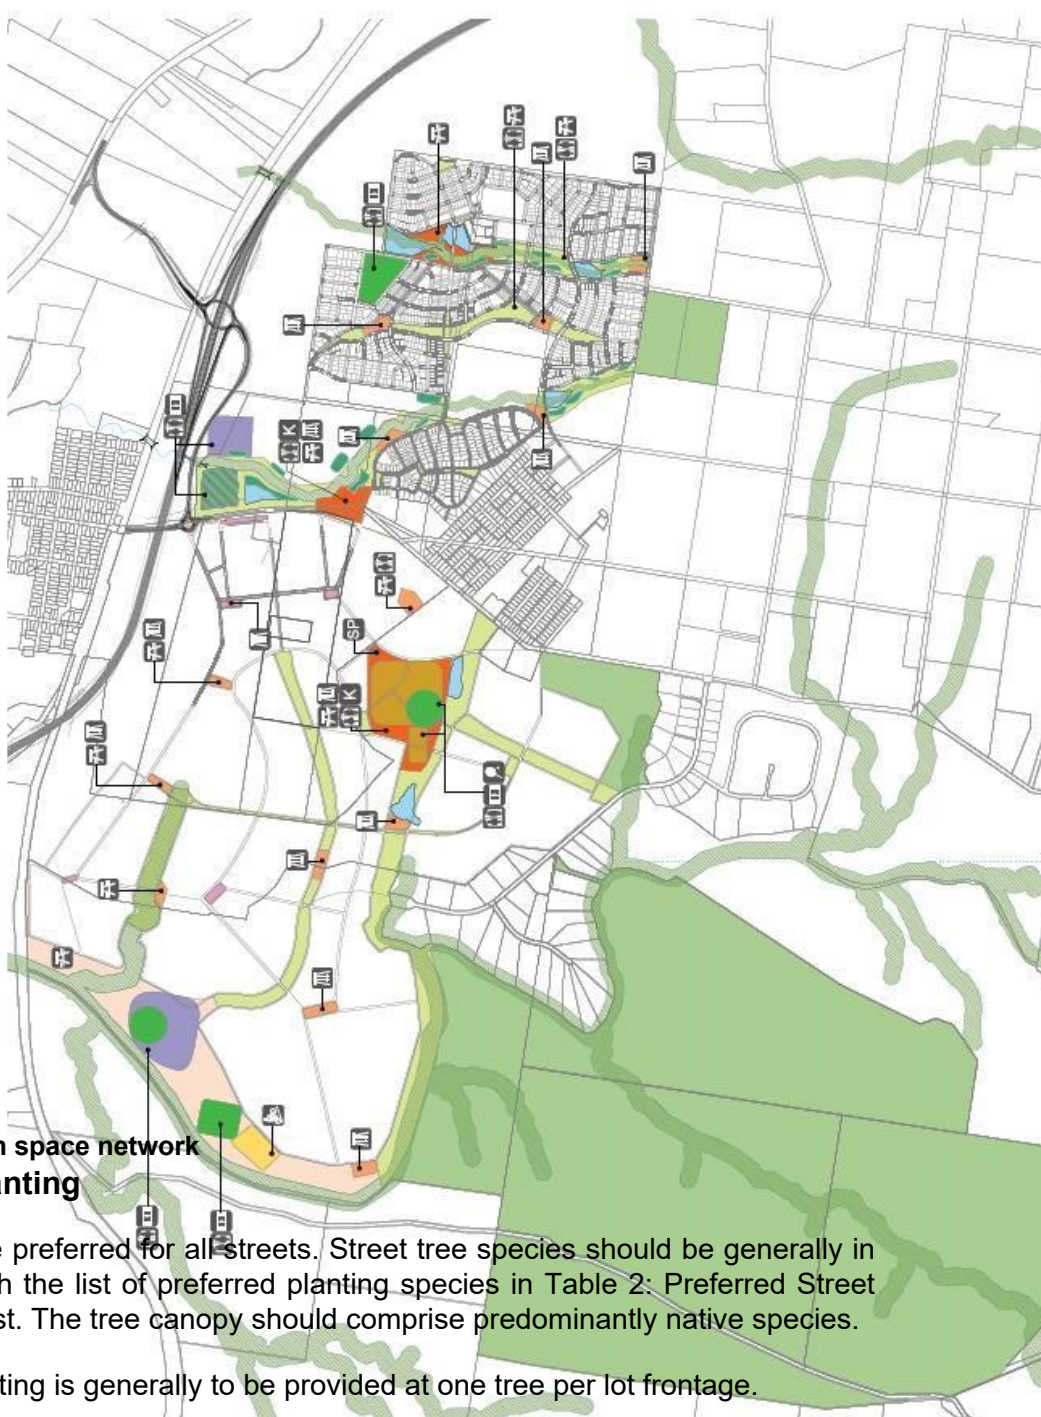 SP
K
K
n space network
anting
e preferred for all streets. Street tree species should be generally in
h the list of preferred planting species in Table 2: Preferred Street
st. The tree canopy should comprise predominantly native species.
ting is generally to be provided at one tree per lot frontage.